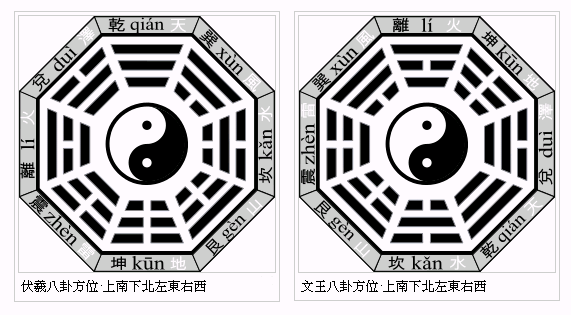 乾 qián 天
巽 xùn 風
水 坎 kǎn
艮 gèn 山
坤 kūn 地
震 zhèn 雷
離 lí 火
兌 duì 澤
伏羲八卦方位·上南下北左東右西
離 lí 火
坤 kūn 地
兌 duì 澤
乾 qián 天
坎 kǎn 水
艮 gèn 山
震 zhèn 雷
巽 xùn 風
文王八卦方位·上南下北左東右西